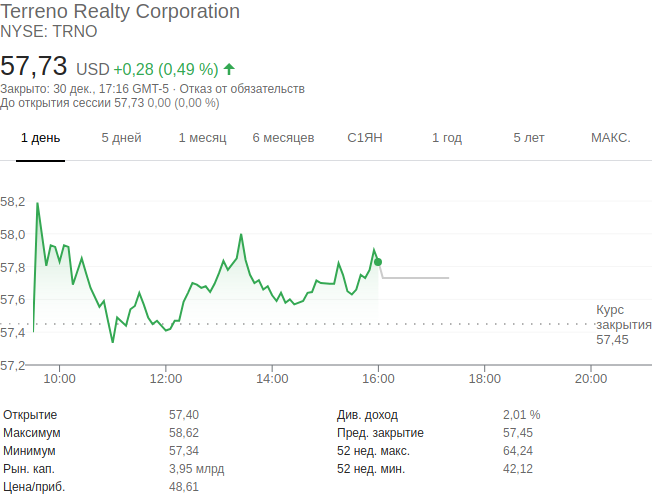 Terreno Realty Corporation
NYSE: TRNO
57,73 USD +0,28 (0,49 %)
Закрыто: 30 дек., 17:16 GMT-5 · Отказ от обязательств
До открытия сессии 57,73 0,00 (0,00 %)
1 день 5 дней 1 месяц 6 месяцев С1ЯН 1 год 5 лет МАКС.
58,2
58,0
57,8
57,6
57,4
57,2
Курс
закрытия
57,45
10:00 12:00 14:00 16:00 18:00 20:00
Открытие 57,40 Див. доход 2,01 %
Максимум 58,62 Пред. закрытие 57,45
Минимум 57,34 52 нед. макс. 64,24
Рын. кап. 3,95 млрд 52 нед. мин. 42,12
Цена/приб. 48,61